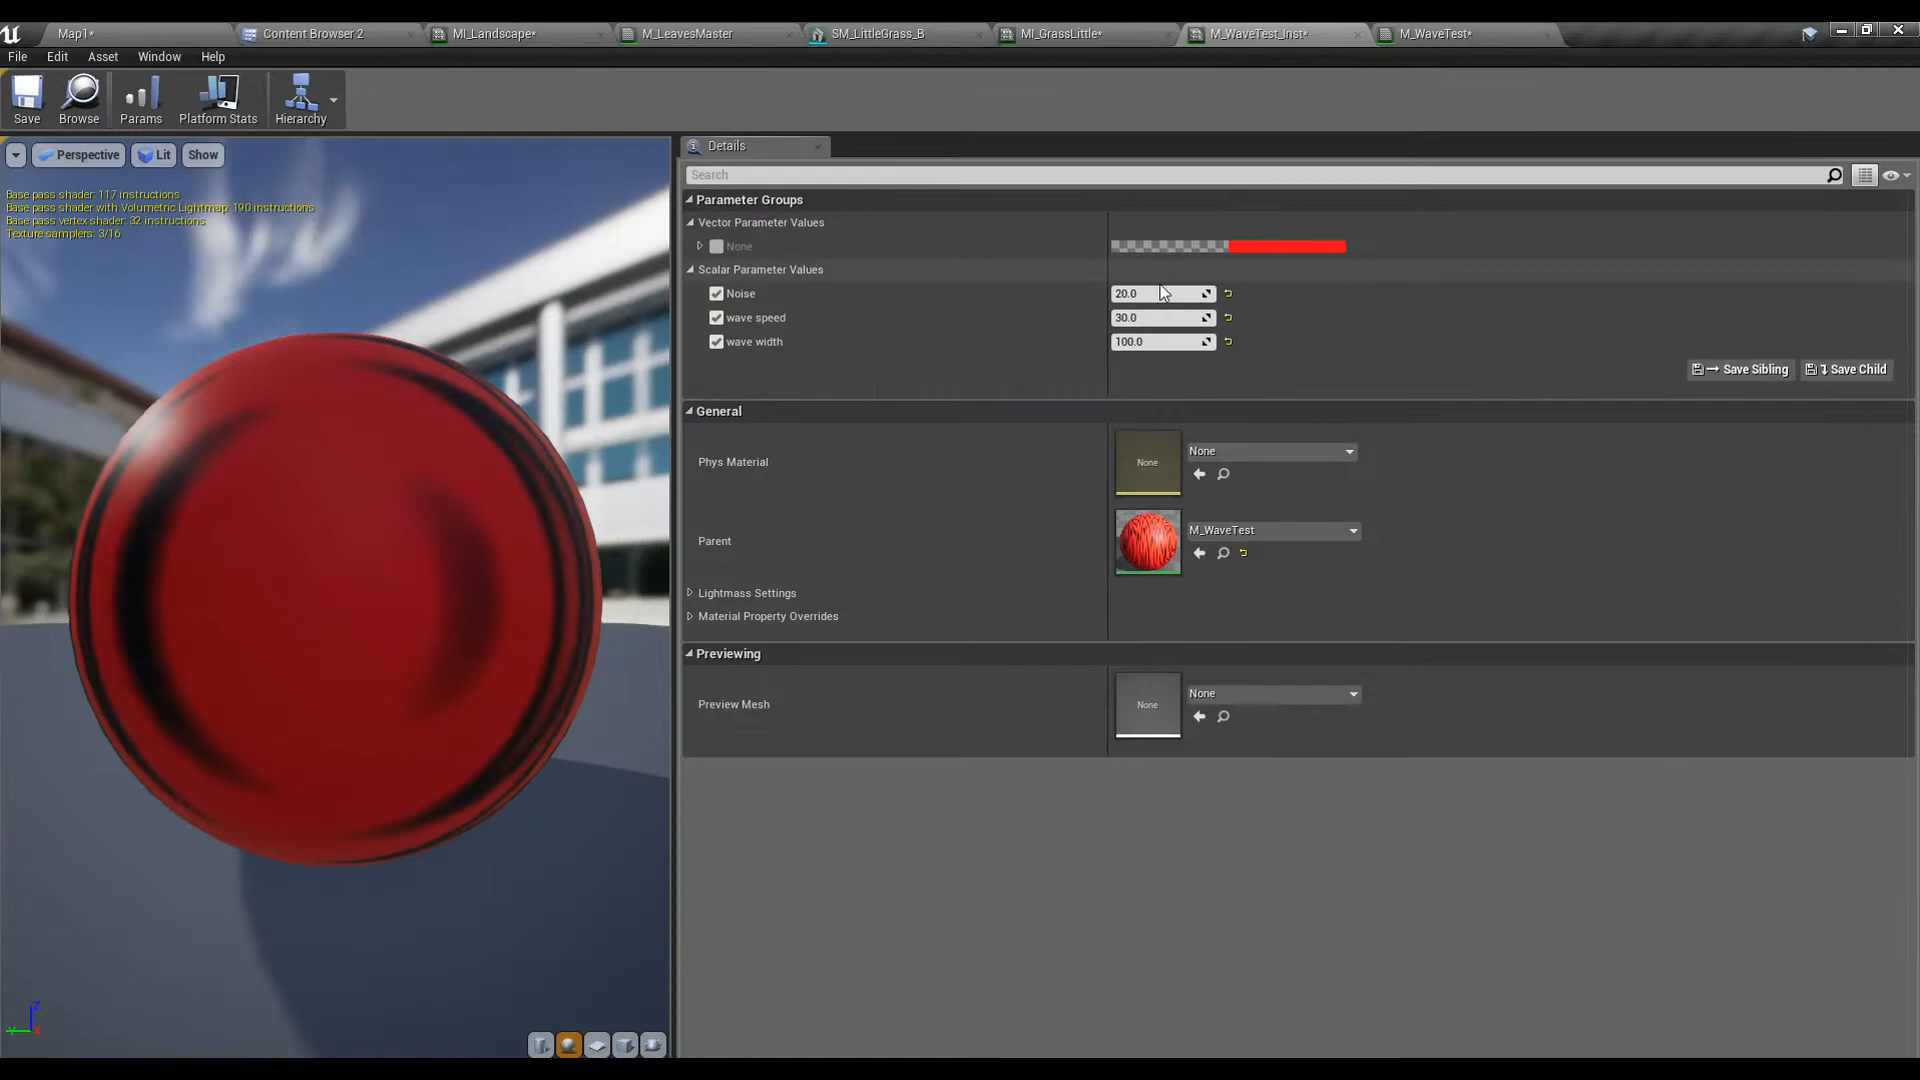 Map1*
Content Browser 2
MI_Landscape*
M_LeavesMaster
SM_LittleGrass_B
MI_GrassLittle*
M_WaveTest_Inst*
M_WaveTest*
File Edit Asset Window Help
Save Browse Params Platform Stats Hierarchy
Perspective Lit Show
Base pass shader: 117 instructions
Base pass shader with Volumetric Lightmap: 190 instructions
Base pass vertex shader: 32 instructions
Texture samplers: 3/16
Details
Search
Parameter Groups
Vector Parameter Values
None
Scalar Parameter Values
Noise 20.0
wave speed 30.0
wave width 100.0
Save Sibling Save Child
General
Phys Material None None
Parent M_WaveTest
Lightmass Settings
Material Property Overrides
Previewing
Preview Mesh None None
Z
Y X